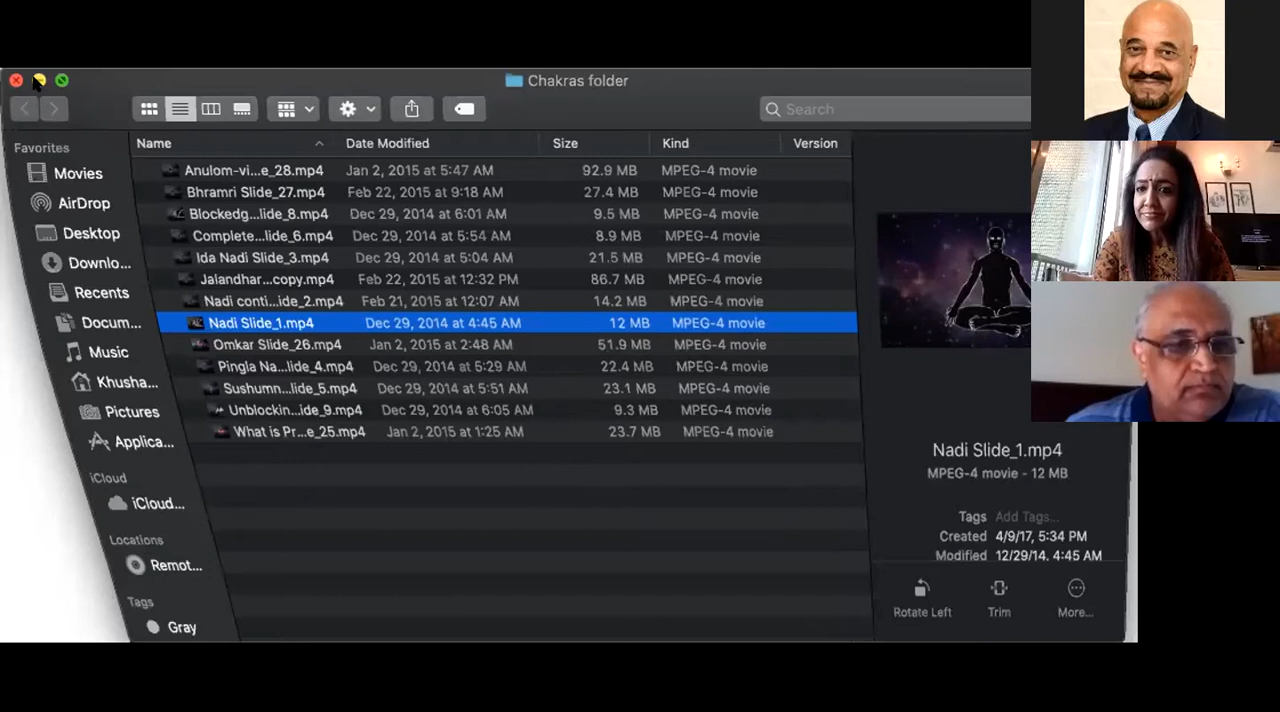 Chakras folder
Search
Favorites
Movies
AirDrop
Desktop
Downlo...
Recents
Docum...
Music
Khusha...
Pictures
Applica...
iCloud
iCloud...
Locations
Remot...
Tags
Gray
Name Date Modified Size Kind Version
Anulom-vi...e_28.mp4 Jan 2, 2015 at 5:47 AM 92.9 MB MPEG-4 movie
Bhramri Slide_27.mp4 Feb 22, 2015 at 9:18 AM 27.4 MB MPEG-4 movie
Blockedg...lide_8.mp4 Dec 29, 2014 at 6:01 AM 9.5 MB MPEG-4 movie
Complete...lide_6.mp4 Dec 29, 2014 at 5:54 AM 8.9 MB MPEG-4 movie
Ida Nadi Slide_3.mp4 Dec 29, 2014 at 5:04 AM 21.5 MB MPEG-4 movie
Jalandhar...copy.mp4 Feb 22, 2015 at 12:32 PM 86.7 MB MPEG-4 movie
Nadi conti...ide_2.mp4 Feb 21, 2015 at 12:07 AM 14.2 MB MPEG-4 movie
Nadi Slide_1.mp4 Dec 29, 2014 at 4:45 AM 12 MB MPEG-4 movie
Omkar Slide_26.mp4 Jan 2, 2015 at 2:48 AM 51.9 MB MPEG-4 movie
Pingla Na...lide_4.mp4 Dec 29, 2014 at 5:29 AM 22.4 MB MPEG-4 movie
Sushumn...lide_5.mp4 Dec 29, 2014 at 5:51 AM 23.1 MB MPEG-4 movie
Unblockin...ide_9.mp4 Dec 29, 2014 at 6:05 AM 9.3 MB MPEG-4 movie
What is Pr...e_25.mp4 Jan 2, 2015 at 1:25 AM 23.7 MB MPEG-4 movie
Nadi Slide_1.mp4
MPEG-4 movie - 12 MB
Tags Add Tags...
Created 4/9/17, 5:34 PM
Modified 12/29/14, 4:45 AM
Rotate Left Trim More...